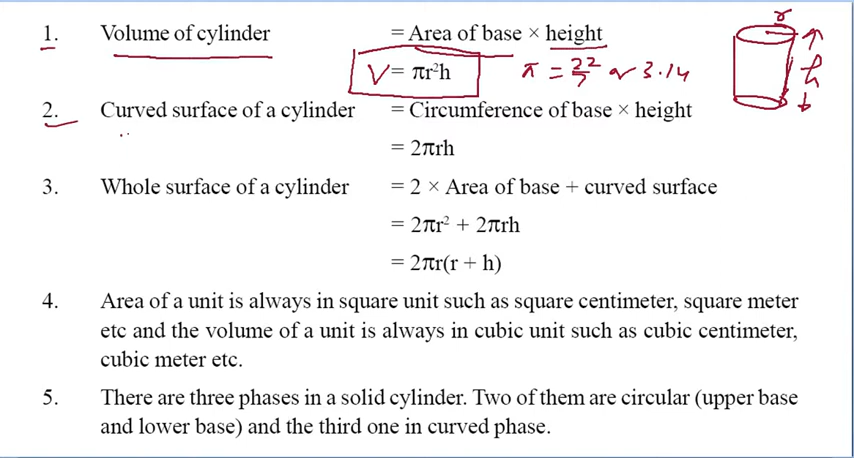 1. Volume of cylinder = Area of base × height
V = πr²h π = 22/7 or 3.14
r
h
2. Curved surface of a cylinder = Circumference of base × height
= 2πrh
3. Whole surface of a cylinder = 2 × Area of base + curved surface
= 2πr² + 2πrh
= 2πr(r + h)
4. Area of a unit is always in square unit such as square centimeter, square meter
etc and the volume of a unit is always in cubic unit such as cubic centimeter,
cubic meter etc.
5. There are three phases in a solid cylinder. Two of them are circular (upper base
and lower base) and the third one in curved phase.